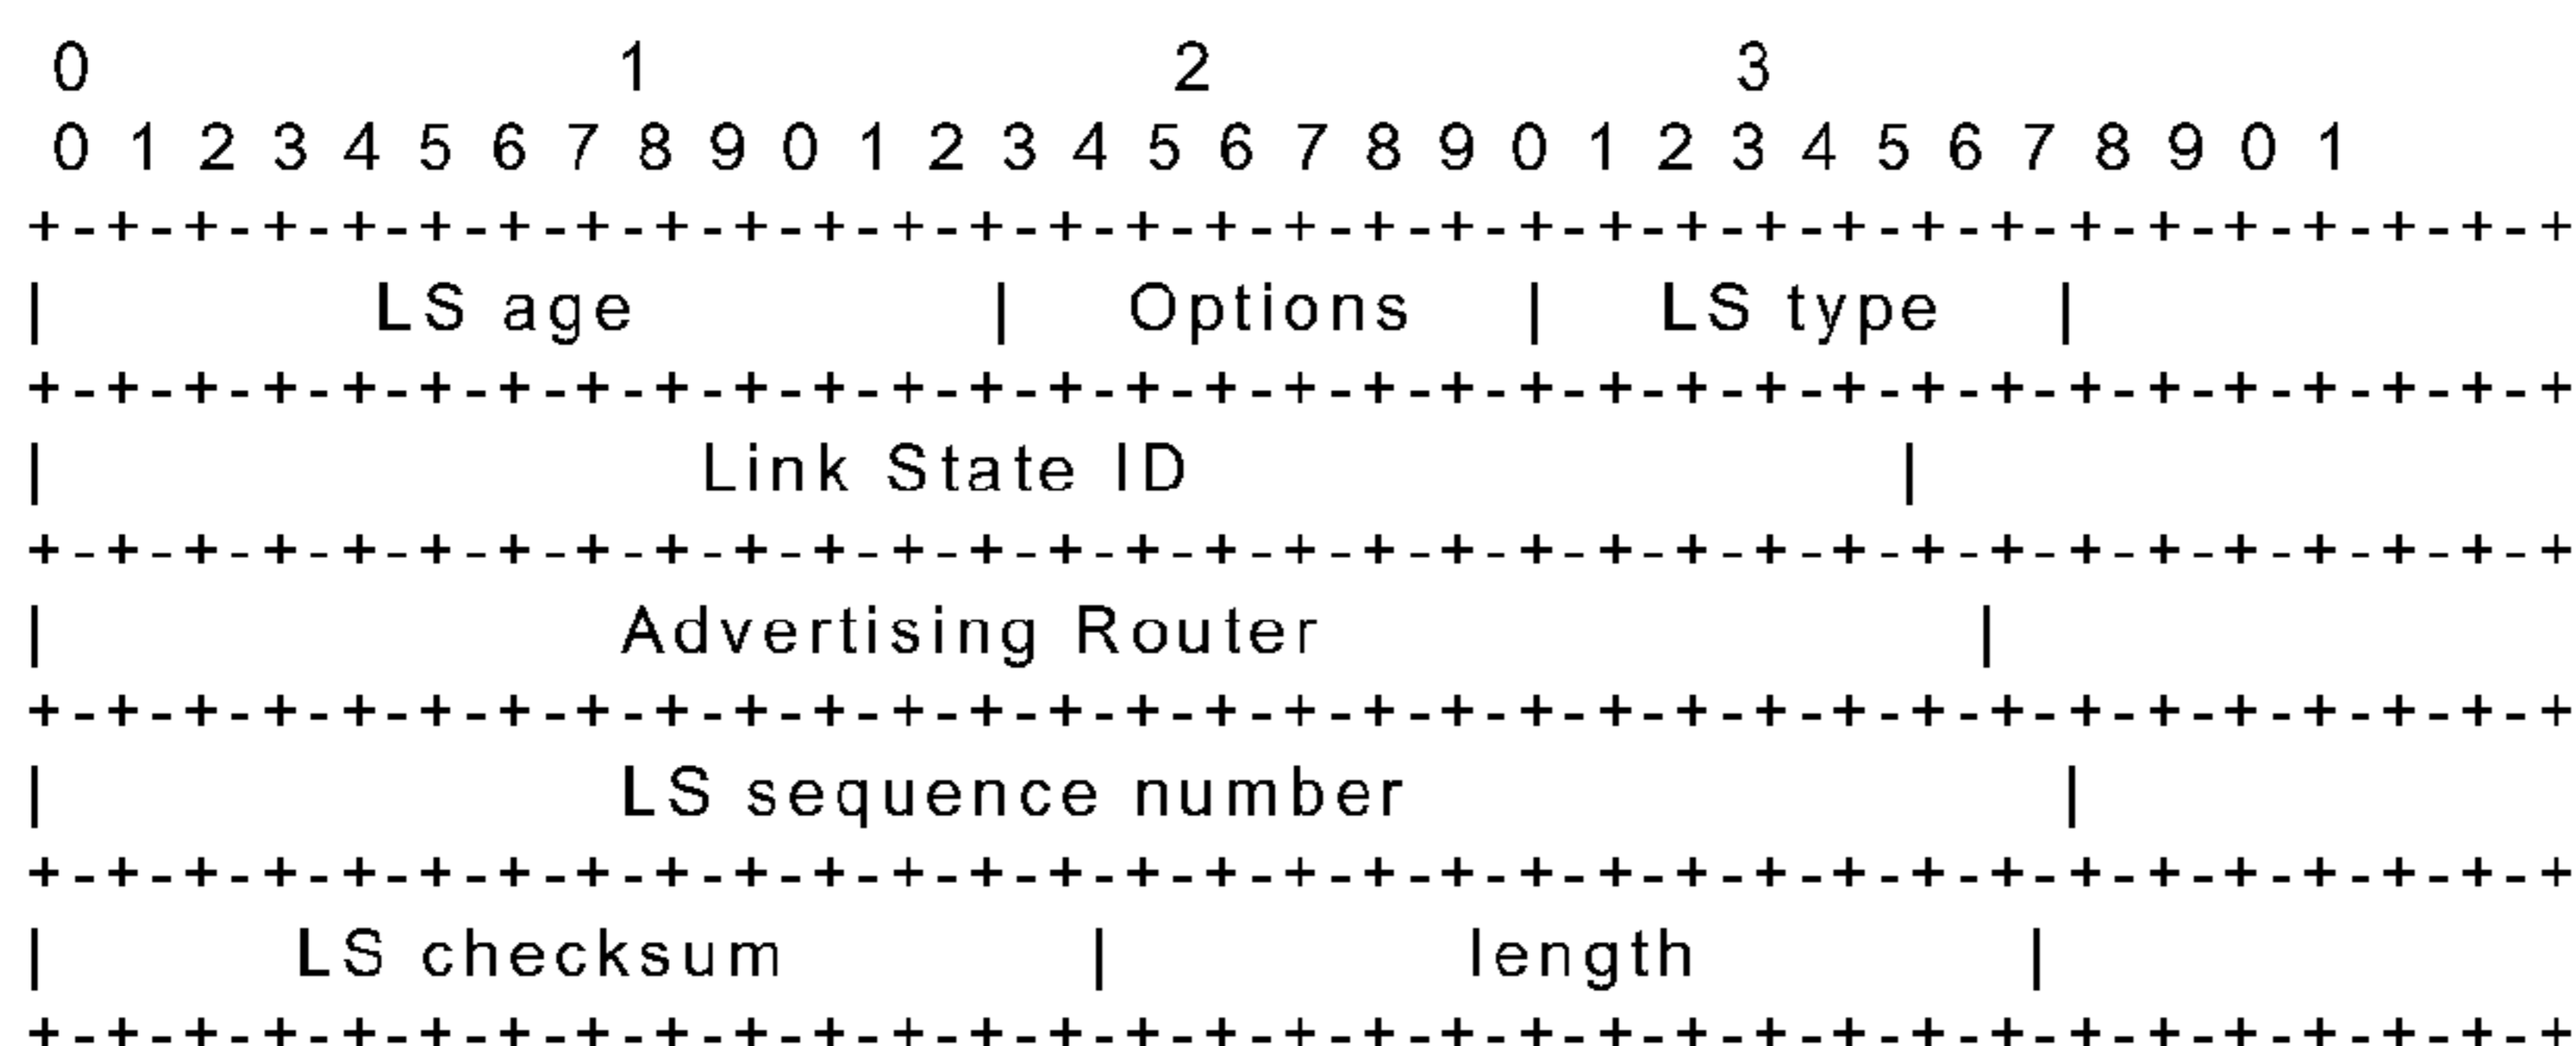 0 1 2 3
0 1 2 3 4 5 6 7 8 9 0 1 2 3 4 5 6 7 8 9 0 1 2 3 4 5 6 7 8 9 0 1
+-+-+-+-+-+-+-+-+-+-+-+-+-+-+-+-+-+-+-+-+-+-+-+-+-+-+-+-+-+-+-+-+
| LS age | Options | LS type |
+-+-+-+-+-+-+-+-+-+-+-+-+-+-+-+-+-+-+-+-+-+-+-+-+-+-+-+-+-+-+-+-+
| Link State ID |
+-+-+-+-+-+-+-+-+-+-+-+-+-+-+-+-+-+-+-+-+-+-+-+-+-+-+-+-+-+-+-+-+
| Advertising Router |
+-+-+-+-+-+-+-+-+-+-+-+-+-+-+-+-+-+-+-+-+-+-+-+-+-+-+-+-+-+-+-+-+
| LS sequence number |
+-+-+-+-+-+-+-+-+-+-+-+-+-+-+-+-+-+-+-+-+-+-+-+-+-+-+-+-+-+-+-+-+
| LS checksum | length |
+-+-+-+-+-+-+-+-+-+-+-+-+-+-+-+-+-+-+-+-+-+-+-+-+-+-+-+-+-+-+-+-+